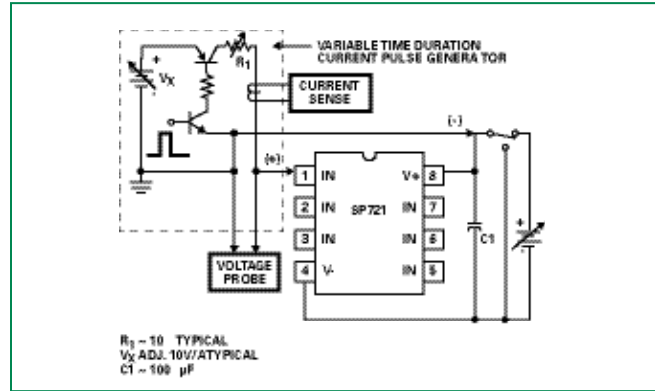 VARIABLE TIME DURATION
CURRENT PULSE GENERATOR
+
R1
VX
-
CURRENT
SENSE
(-)
(+)
1 IN V+ 8
2 IN IN 7
SP721
3 IN IN 6
4 V- IN 5
C1
+
-
VOLTAGE
PROBE
R1 ~ 10 TYPICAL
VX ADJ. 10V/ATYPICAL
C1 ~ 100 µF